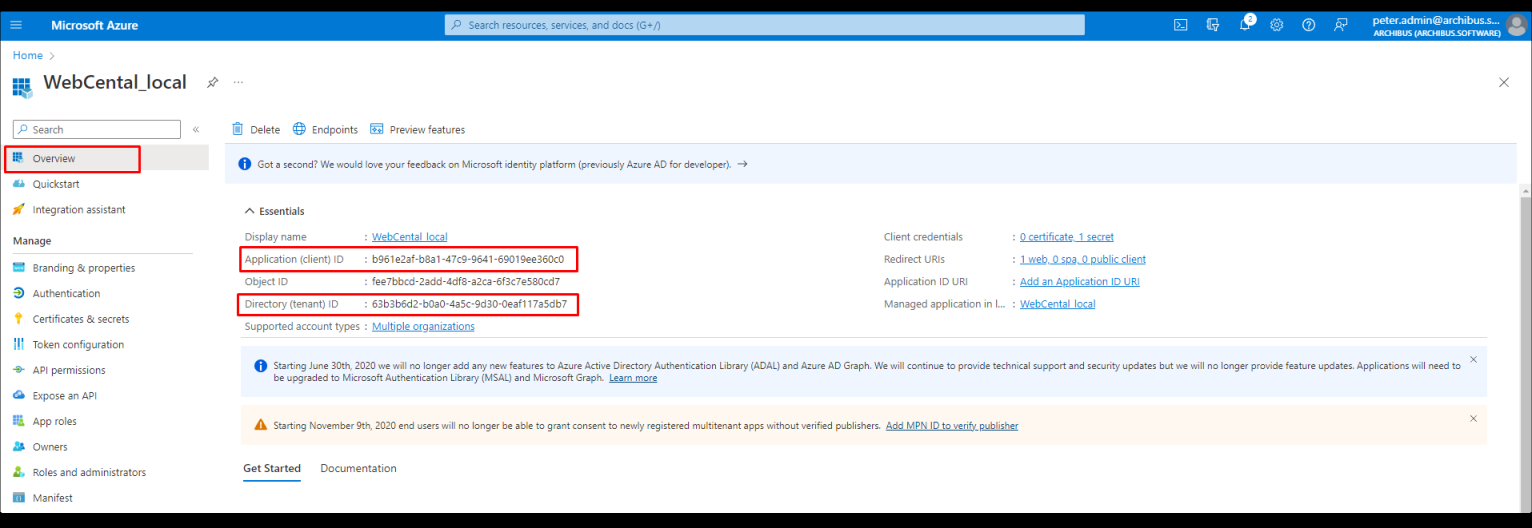 Microsoft Azure
Search resources, services, and docs (G+/)
2
peter.admin@archibus.s...
ARCHIBUS (ARCHIBUS.SOFTWARE)
Home >
WebCental_local
...
Search
«
Delete
Endpoints
Preview features
Overview
Got a second? We would love your feedback on Microsoft identity platform (previously Azure AD for developer). →
Quickstart
Integration assistant
Manage
Branding & properties
Authentication
Certificates & secrets
Token configuration
API permissions
Expose an API
App roles
Owners
Roles and administrators
Manifest
Essentials
Display name : WebCental_local
Application (client) ID : b961e2af-b8a1-47c9-9641-69019ee360c0
Object ID : fee7bbcd-2add-4df8-a2ca-6f3c7e580cd7
Directory (tenant) ID : 63b3b6d2-b0a0-4a5c-9d30-0eaf117a5db7
Supported account types : Multiple organizations
Client credentials : 0 certificate, 1 secret
Redirect URIs : 1 web, 0 spa, 0 public client
Application ID URI : Add an Application ID URI
Managed application in l... : WebCental_local
Starting June 30th, 2020 we will no longer add any new features to Azure Active Directory Authentication Library (ADAL) and Azure AD Graph. We will continue to provide technical support and security updates but we will no longer provide feature updates. Applications will need to
be upgraded to Microsoft Authentication Library (MSAL) and Microsoft Graph. Learn more
Starting November 9th, 2020 end users will no longer be able to grant consent to newly registered multitenant apps without verified publishers. Add MPN ID to verify publisher
Get Started
Documentation